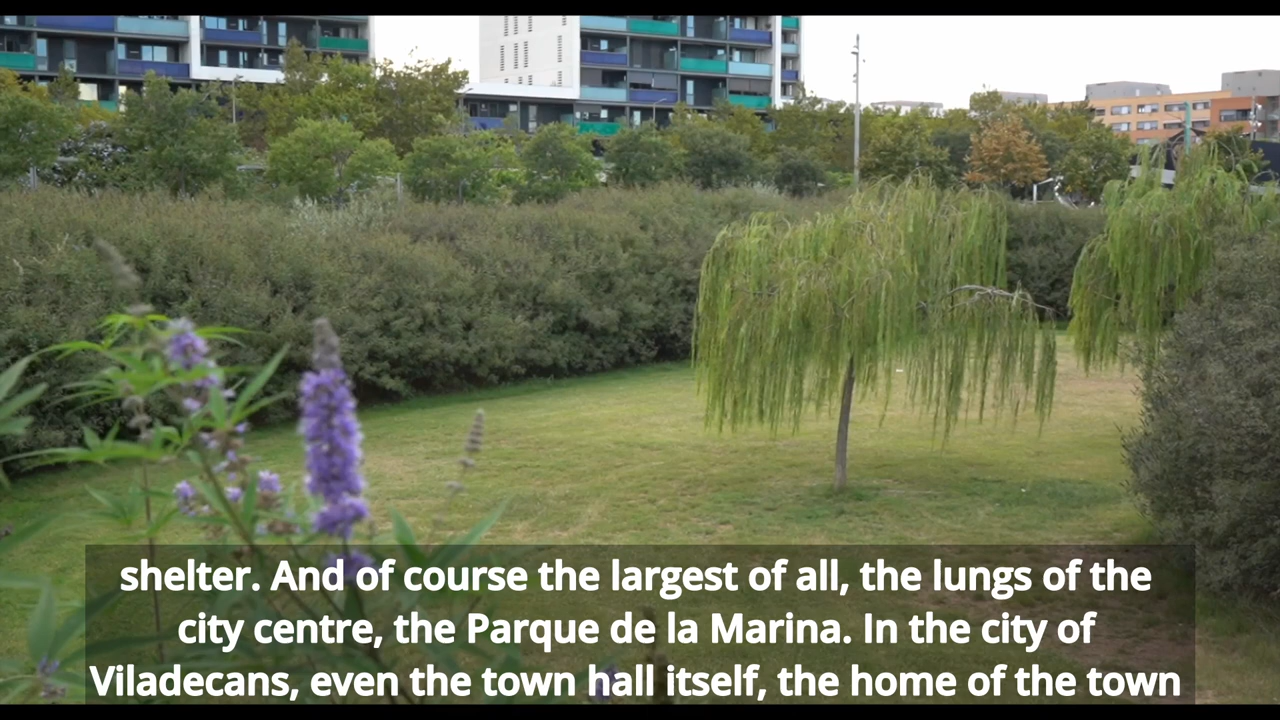 shelter. And of course the largest of all, the lungs of the
city centre, the Parque de la Marina. In the city of
Viladecans, even the town hall itself, the home of the town